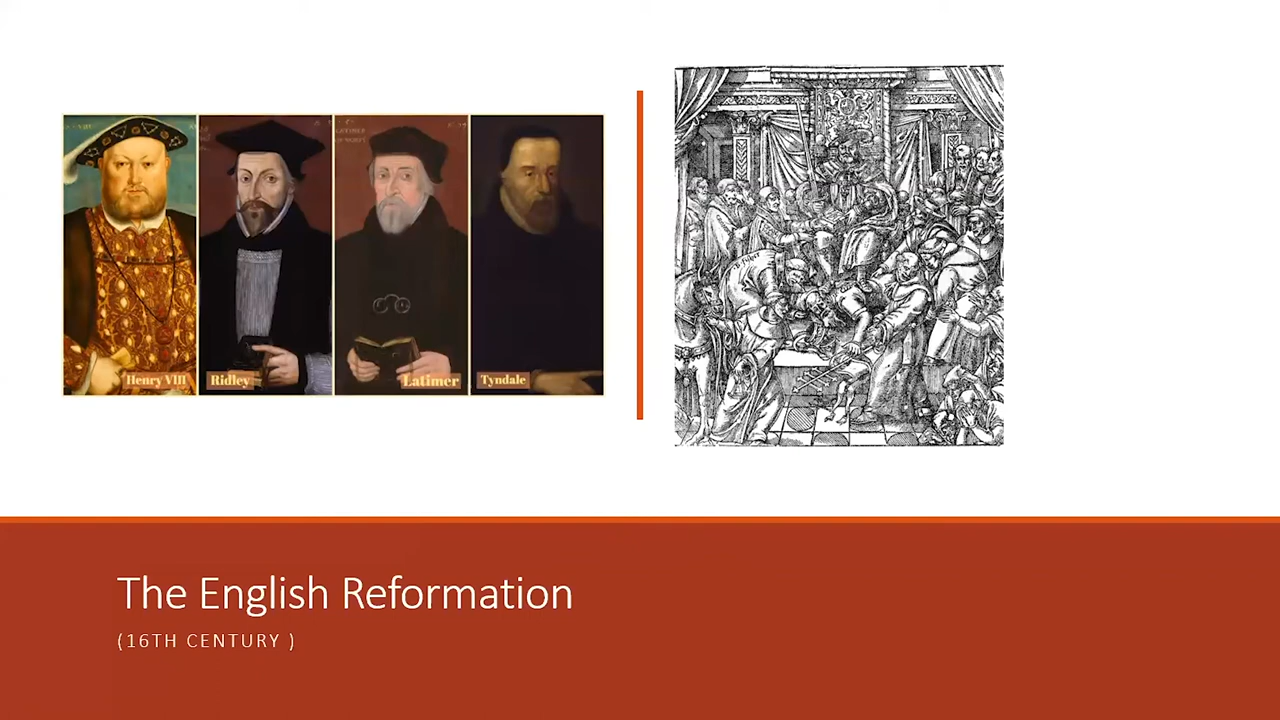 Henry VIII
Ridley
Latimer
Tyndale
The English Reformation
(16TH CENTURY )